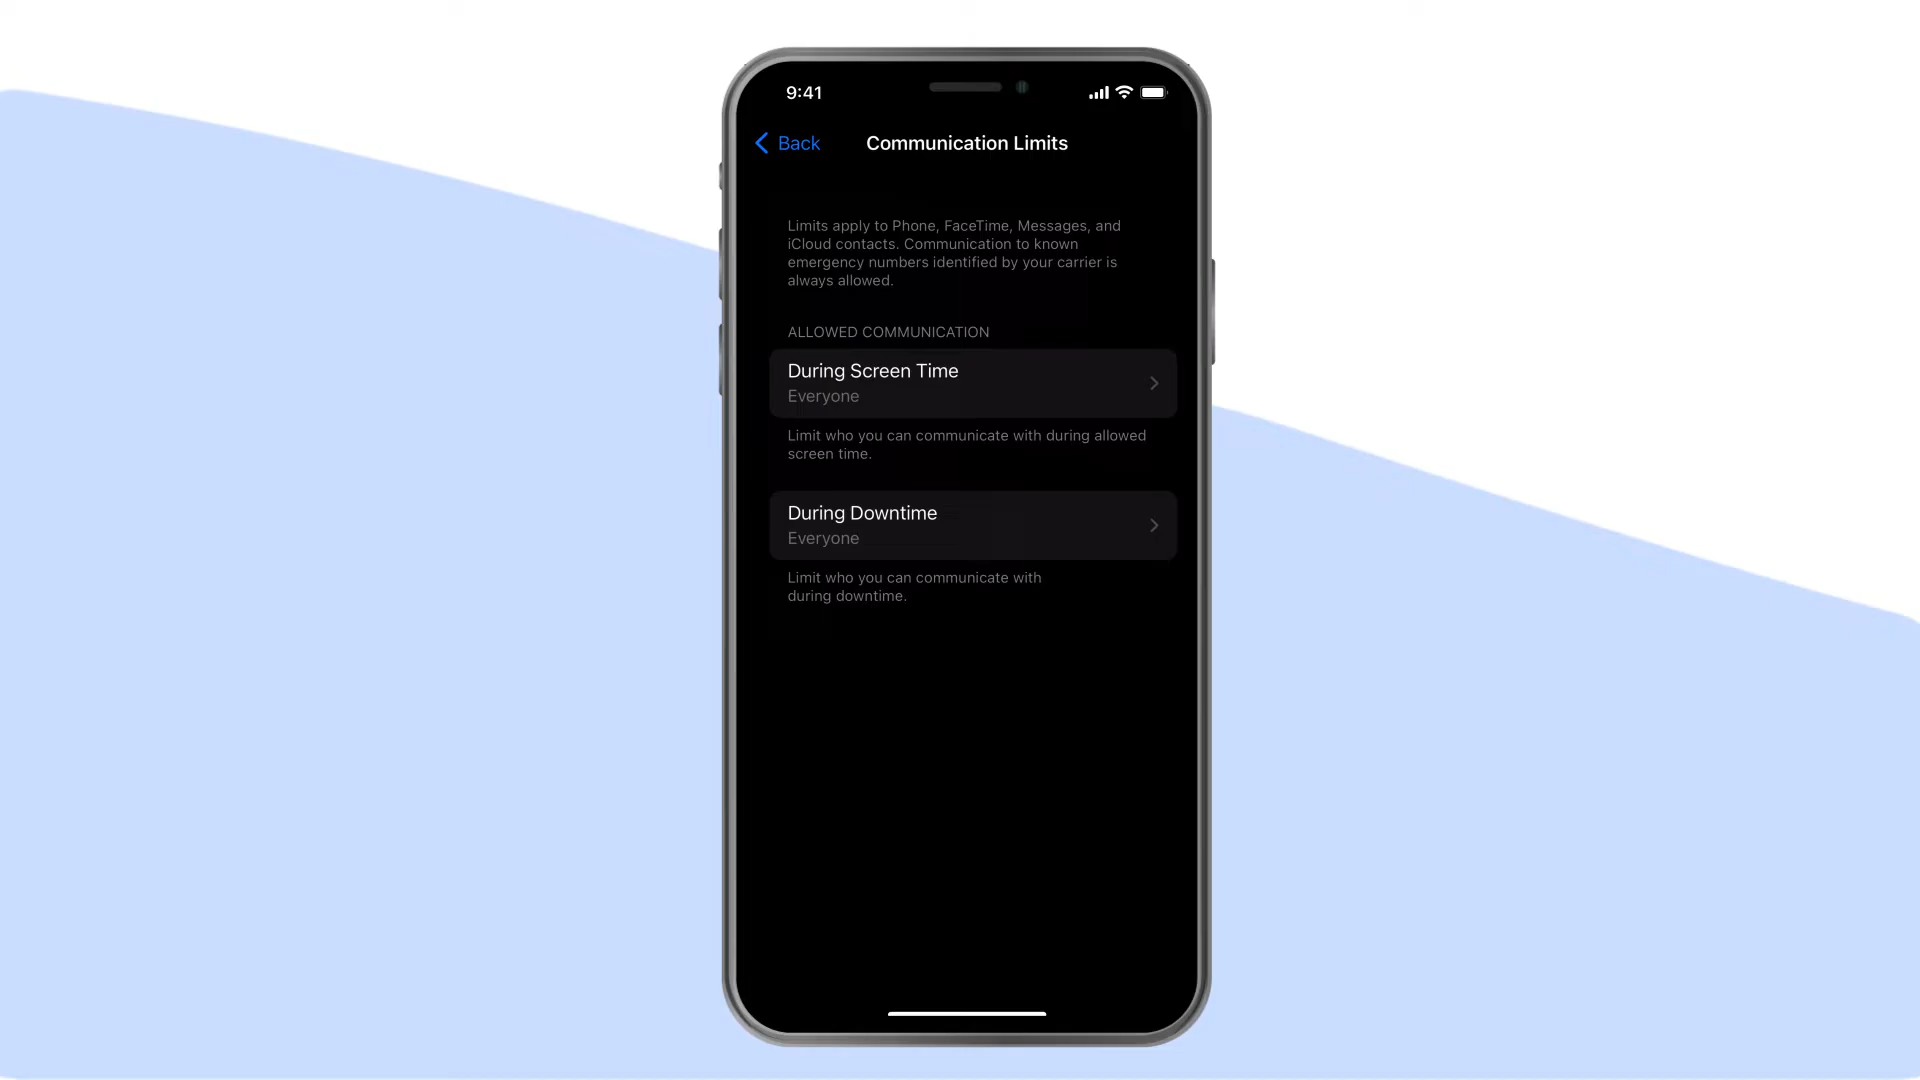 9:41
Back
Communication Limits
Limits apply to Phone, FaceTime, Messages, and
iCloud contacts. Communication to known
emergency numbers identified by your carrier is
always allowed.
ALLOWED COMMUNICATION
During Screen Time
Everyone
Limit who you can communicate with during allowed
screen time.
During Downtime
Everyone
Limit who you can communicate with
during downtime.